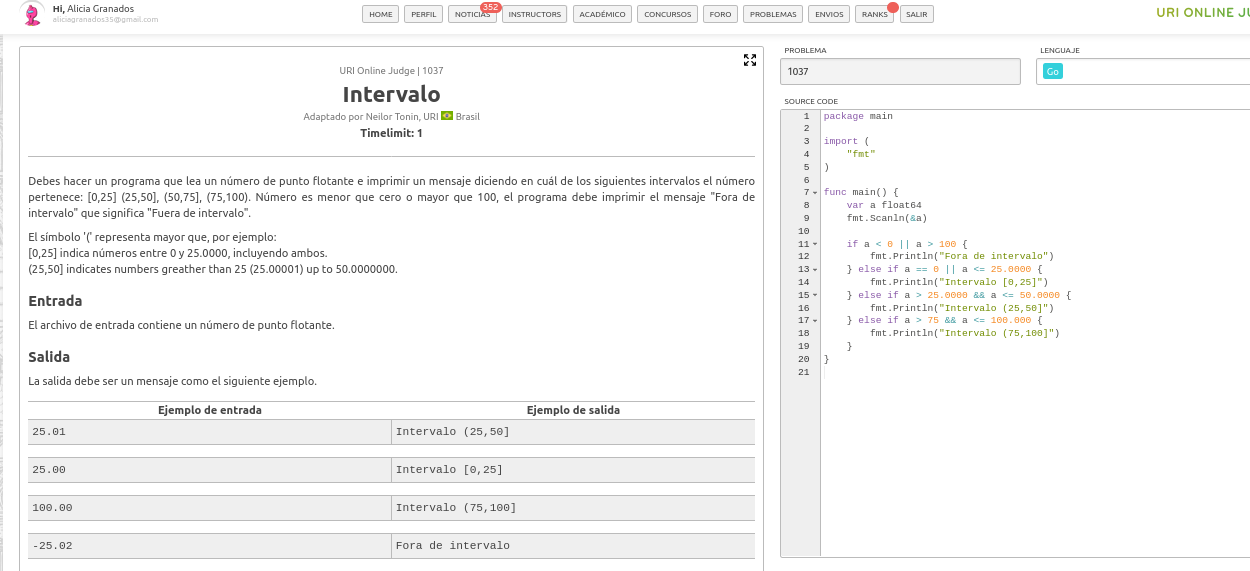 Hi, Alicia Granados
aliciagranados35@gmail.com
HOME PERFIL NOTICIAS 352 INSTRUCTORS ACADÉMICO CONCURSOS FORO PROBLEMAS ENVIOS RANKS SALIR
URI ONLINE JU
URI Online Judge | 1037
Intervalo
Adaptado por Neilor Tonin, URI Brasil
Timelimit: 1
Debes hacer un programa que lea un número de punto flotante e imprimir un mensaje diciendo en cuál de los siguientes intervalos el número
pertenece: [0,25] (25,50], (50,75], (75,100). Número es menor que cero o mayor que 100, el programa debe imprimir el mensaje "Fora de
intervalo" que significa "Fuera de intervalo".
El símbolo '(' representa mayor que, por ejemplo:
[0,25] indica números entre 0 y 25.0000, incluyendo ambos.
(25,50] indicates numbers greather than 25 (25.00001) up to 50.0000000.
Entrada
El archivo de entrada contiene un número de punto flotante.
Salida
La salida debe ser un mensaje como el siguiente ejemplo.
Ejemplo de entrada Ejemplo de salida
25.01 Intervalo (25,50]
25.00 Intervalo [0,25]
100.00 Intervalo (75,100]
-25.02 Fora de intervalo
PROBLEMA
1037
LENGUAJE
Go
SOURCE CODE
1 package main
2
3 import (
4 "fmt"
5 )
6
7 func main() {
8 var a float64
9 fmt.Scanln(&a)
10
11 if a < 0 || a > 100 {
12 fmt.Println("Fora de intervalo")
13 } else if a == 0 || a <= 25.0000 {
14 fmt.Println("Intervalo [0,25]")
15 } else if a > 25.0000 && a <= 50.0000 {
16 fmt.Println("Intervalo (25,50]")
17 } else if a > 75 && a <= 100.000 {
18 fmt.Println("Intervalo (75,100]")
19 }
20 }
21